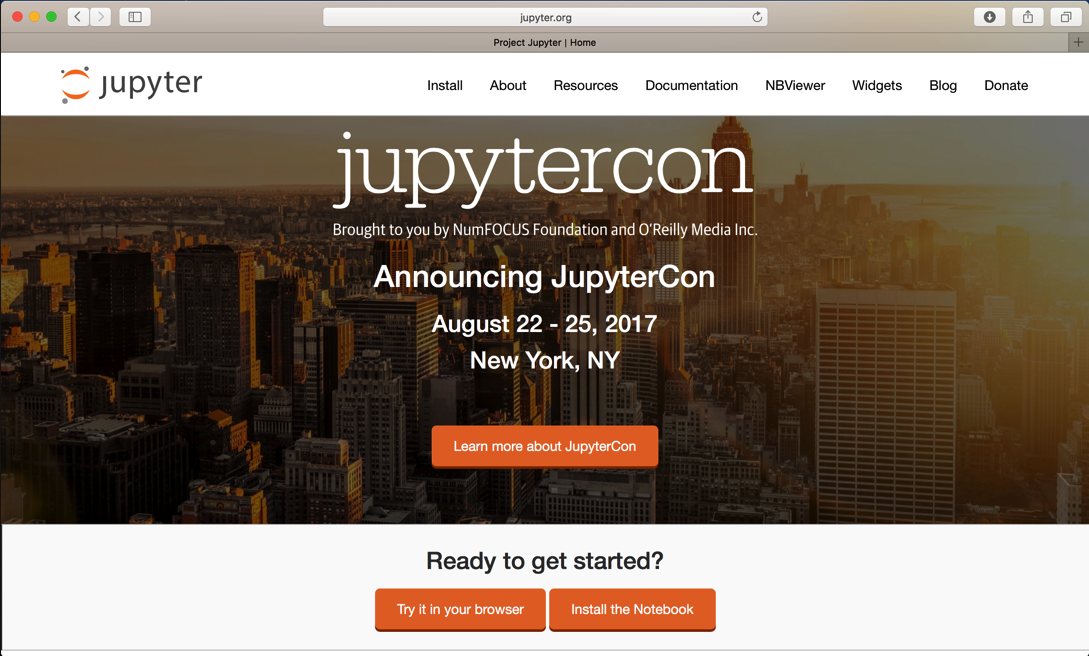 jupyter.org
Project Jupyter | Home
jupyter
Install About Resources Documentation NBViewer Widgets Blog Donate
jupytercon
Brought to you by NumFOCUS Foundation and O'Reilly Media Inc.
Announcing JupyterCon
August 22 - 25, 2017
New York, NY
Learn more about JupyterCon
Ready to get started?
Try it in your browser Install the Notebook